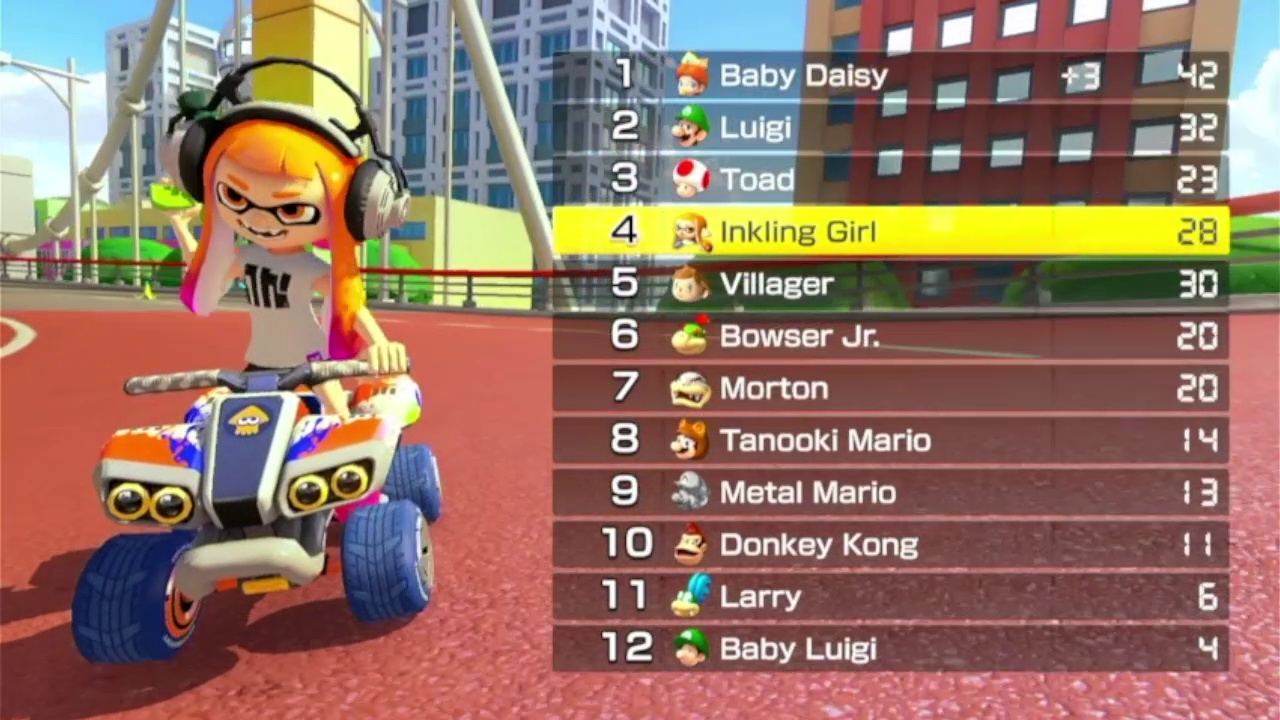 1 Baby Daisy +3 42
2 Luigi 32
3 Toad 23
4 Inkling Girl 28
5 Villager 30
6 Bowser Jr. 20
7 Morton 20
8 Tanooki Mario 14
9 Metal Mario 13
10 Donkey Kong 11
11 Larry 6
12 Baby Luigi 4